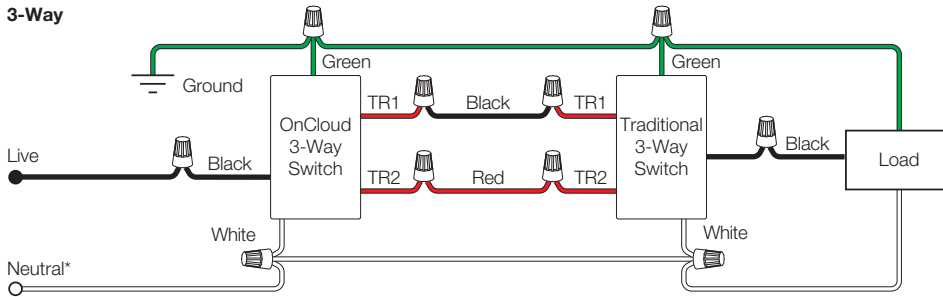 3-Way
Green
Green
Ground
TR1
Black
TR1
OnCloud
3-Way
Switch
Traditional
3-Way
Switch
Live
Black
Black
Load
TR2
Red
TR2
White
White
Neutral*